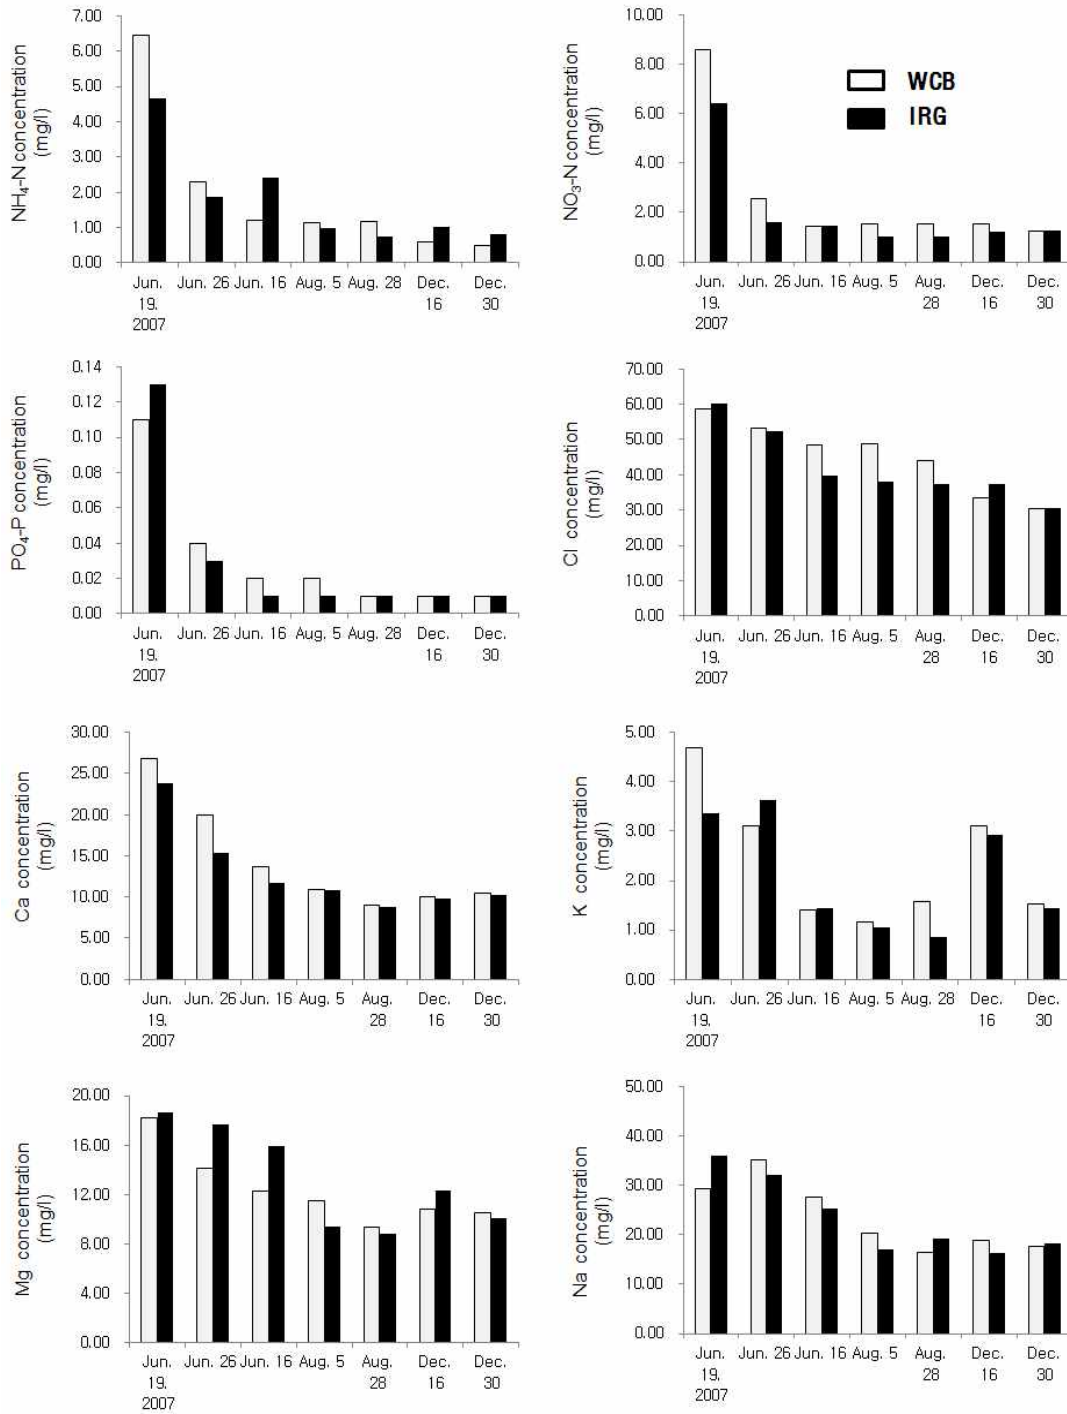 NH₄-N concentration
(mg/l)
7.00
6.00
5.00
4.00
3.00
2.00
1.00
0.00
Jun. 19. 2007
Jun. 26
Jun. 16
Aug. 5
Aug. 28
Dec. 16
Dec. 30
NO₃-N concentration
(mg/l)
10.00
8.00
6.00
4.00
2.00
0.00
WCB
IRG
Jun. 19. 2007
Jun. 26
Jun. 16
Aug. 5
Aug. 28
Dec. 16
Dec. 30
PO₄-P concentration
(mg/l)
0.14
0.12
0.10
0.08
0.06
0.04
0.02
0.00
Jun. 19. 2007
Jun. 26
Jun. 16
Aug. 5
Aug. 28
Dec. 16
Dec. 30
Cl concentration
(mg/l)
70.00
60.00
50.00
40.00
30.00
20.00
10.00
0.00
Jun. 19. 2007
Jun. 26
Jun. 16
Aug. 5
Aug. 28
Dec. 16
Dec. 30
Ca concentration
(mg/l)
30.00
25.00
20.00
15.00
10.00
5.00
0.00
Jun. 19. 2007
Jun. 26
Jun. 16
Aug. 5
Aug. 28
Dec. 16
Dec. 30
K concentration
(mg/l)
5.00
4.00
3.00
2.00
1.00
0.00
Jun. 19. 2007
Jun. 26
Jun. 16
Aug. 5
Aug. 28
Dec. 16
Dec. 30
Mg concentration
(mg/l)
20.00
16.00
12.00
8.00
4.00
0.00
Jun. 19. 2007
Jun. 26
Jun. 16
Aug. 5
Aug. 28
Dec. 16
Dec. 30
Na concentration
(mg/l)
50.00
40.00
30.00
20.00
10.00
0.00
Jun. 19. 2007
Jun. 26
Jun. 16
Aug. 5
Aug. 28
Dec. 16
Dec. 30